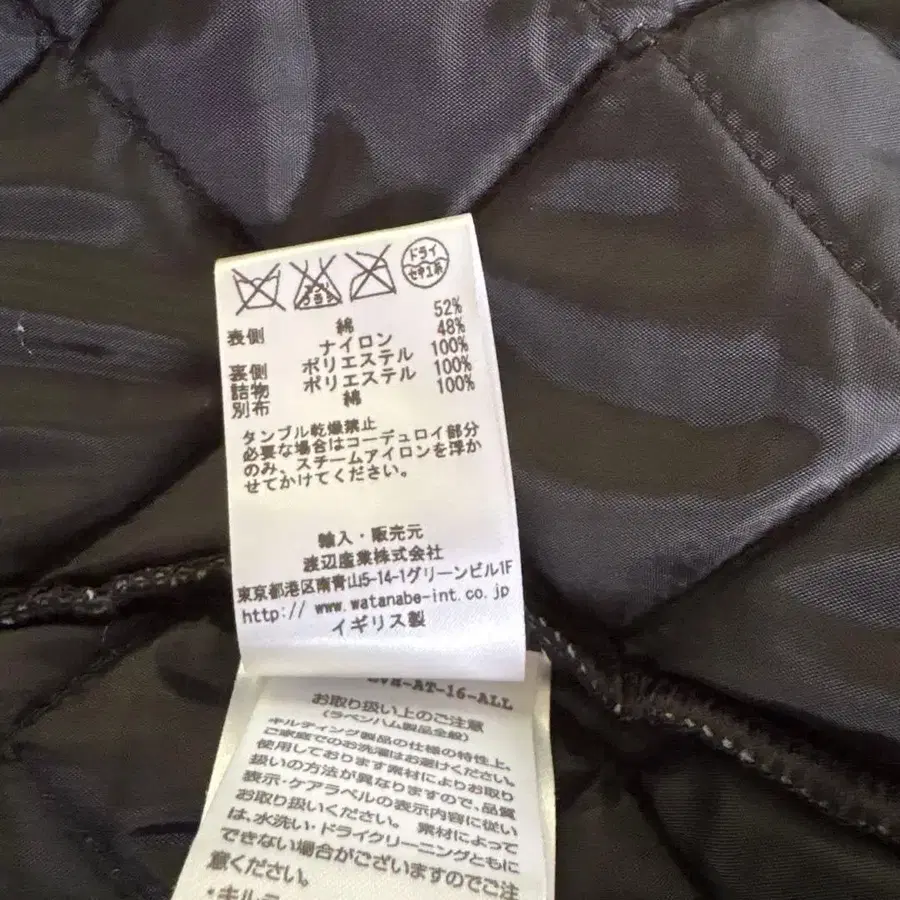 ドライ
セキユ系
エンソ
サラシ
表側 綿 52%
ナイロン 48%
裏側 ポリエステル 100%
詰物 ポリエステル 100%
別布 綿 100%
タンブル乾燥禁止
必要な場合はコーデュロイ部分
のみ、スチームアイロンを浮か
せてかけてください。
輸入・販売元
渡辺産業株式会社
東京都港区南青山5-14-1グリーンビル1F
http:// www.watanabe-int.co.jp
イギリス製
-AT-16-ALL
お取り扱い上のご注意
(ラベンハム製品全般)
キルティング製品の仕様の特性上、
ご家庭でのお洗濯はお避けください。
使用しております素材によりお取り
扱いの方法が異なりますので、品質
表示・ケアラベルの表示内容に従い
お取り扱いください。 素材によって
は、水洗い・ドライクリーニングともに
できない場合がございますのでご注
意ください。